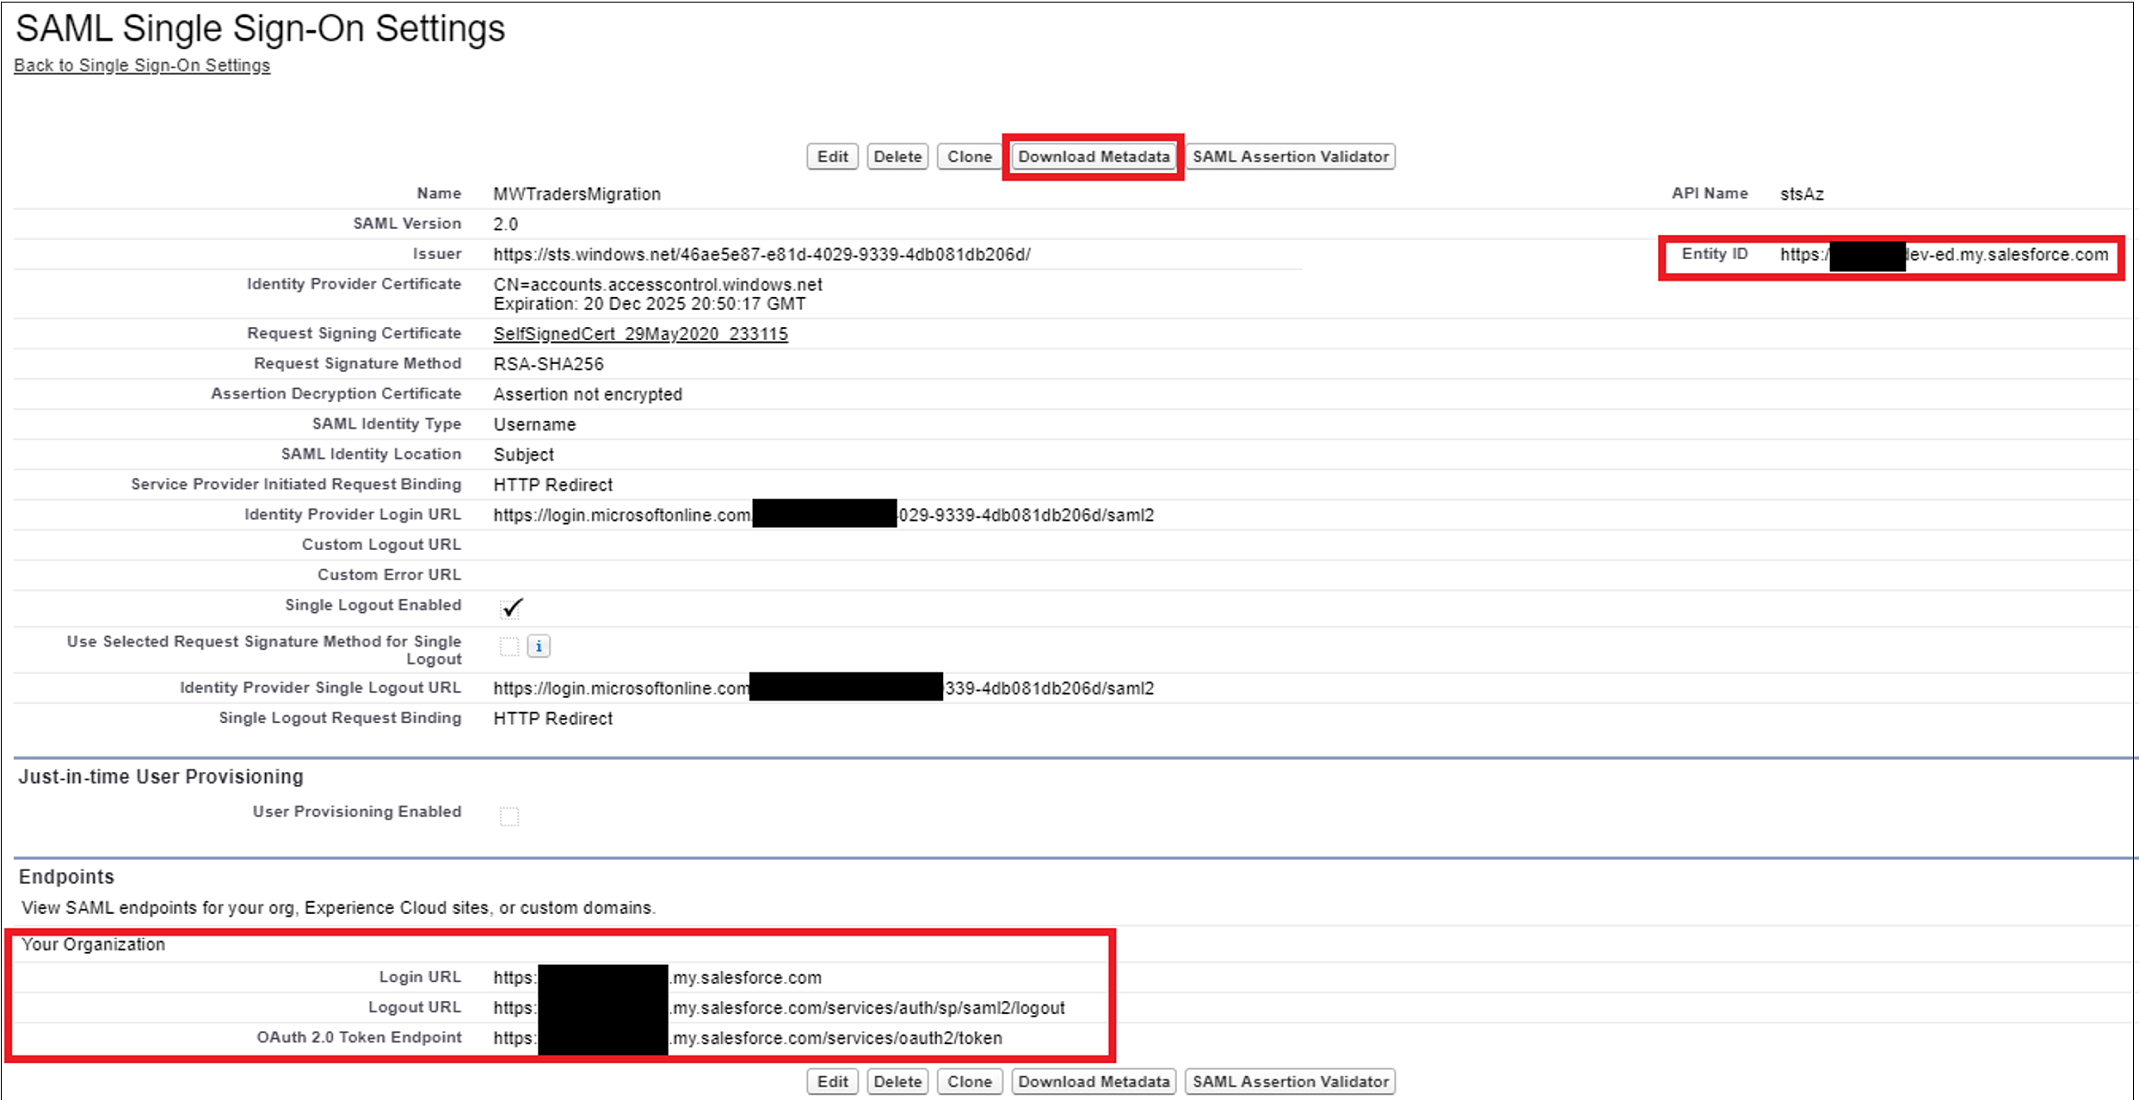 SAML Single Sign-On Settings
Back to Single Sign-On Settings
Edit Delete Clone Download Metadata SAML Assertion Validator
Name MWTradersMigration API Name stsAz
SAML Version 2.0
Issuer https://sts.windows.net/46ae5e87-e81d-4029-9339-4db081db206d/ Entity ID https:/ dev-ed.my.salesforce.com
Identity Provider Certificate CN=accounts.accesscontrol.windows.net
Expiration: 20 Dec 2025 20:50:17 GMT
Request Signing Certificate SelfSignedCert_29May2020_233115
Request Signature Method RSA-SHA256
Assertion Decryption Certificate Assertion not encrypted
SAML Identity Type Username
SAML Identity Location Subject
Service Provider Initiated Request Binding HTTP Redirect
Identity Provider Login URL https://login.microsoftonline.com 029-9339-4db081db206d/saml2
Custom Logout URL
Custom Error URL
Single Logout Enabled ✓
Use Selected Request Signature Method for Single
Logout i
Identity Provider Single Logout URL https://login.microsoftonline.com 339-4db081db206d/saml2
Single Logout Request Binding HTTP Redirect
Just-in-time User Provisioning
User Provisioning Enabled
Endpoints
View SAML endpoints for your org, Experience Cloud sites, or custom domains.
Your Organization
Login URL https: .my.salesforce.com
Logout URL https: .my.salesforce.com/services/auth/sp/saml2/logout
OAuth 2.0 Token Endpoint https: .my.salesforce.com/services/oauth2/token
Edit Delete Clone Download Metadata SAML Assertion Validator